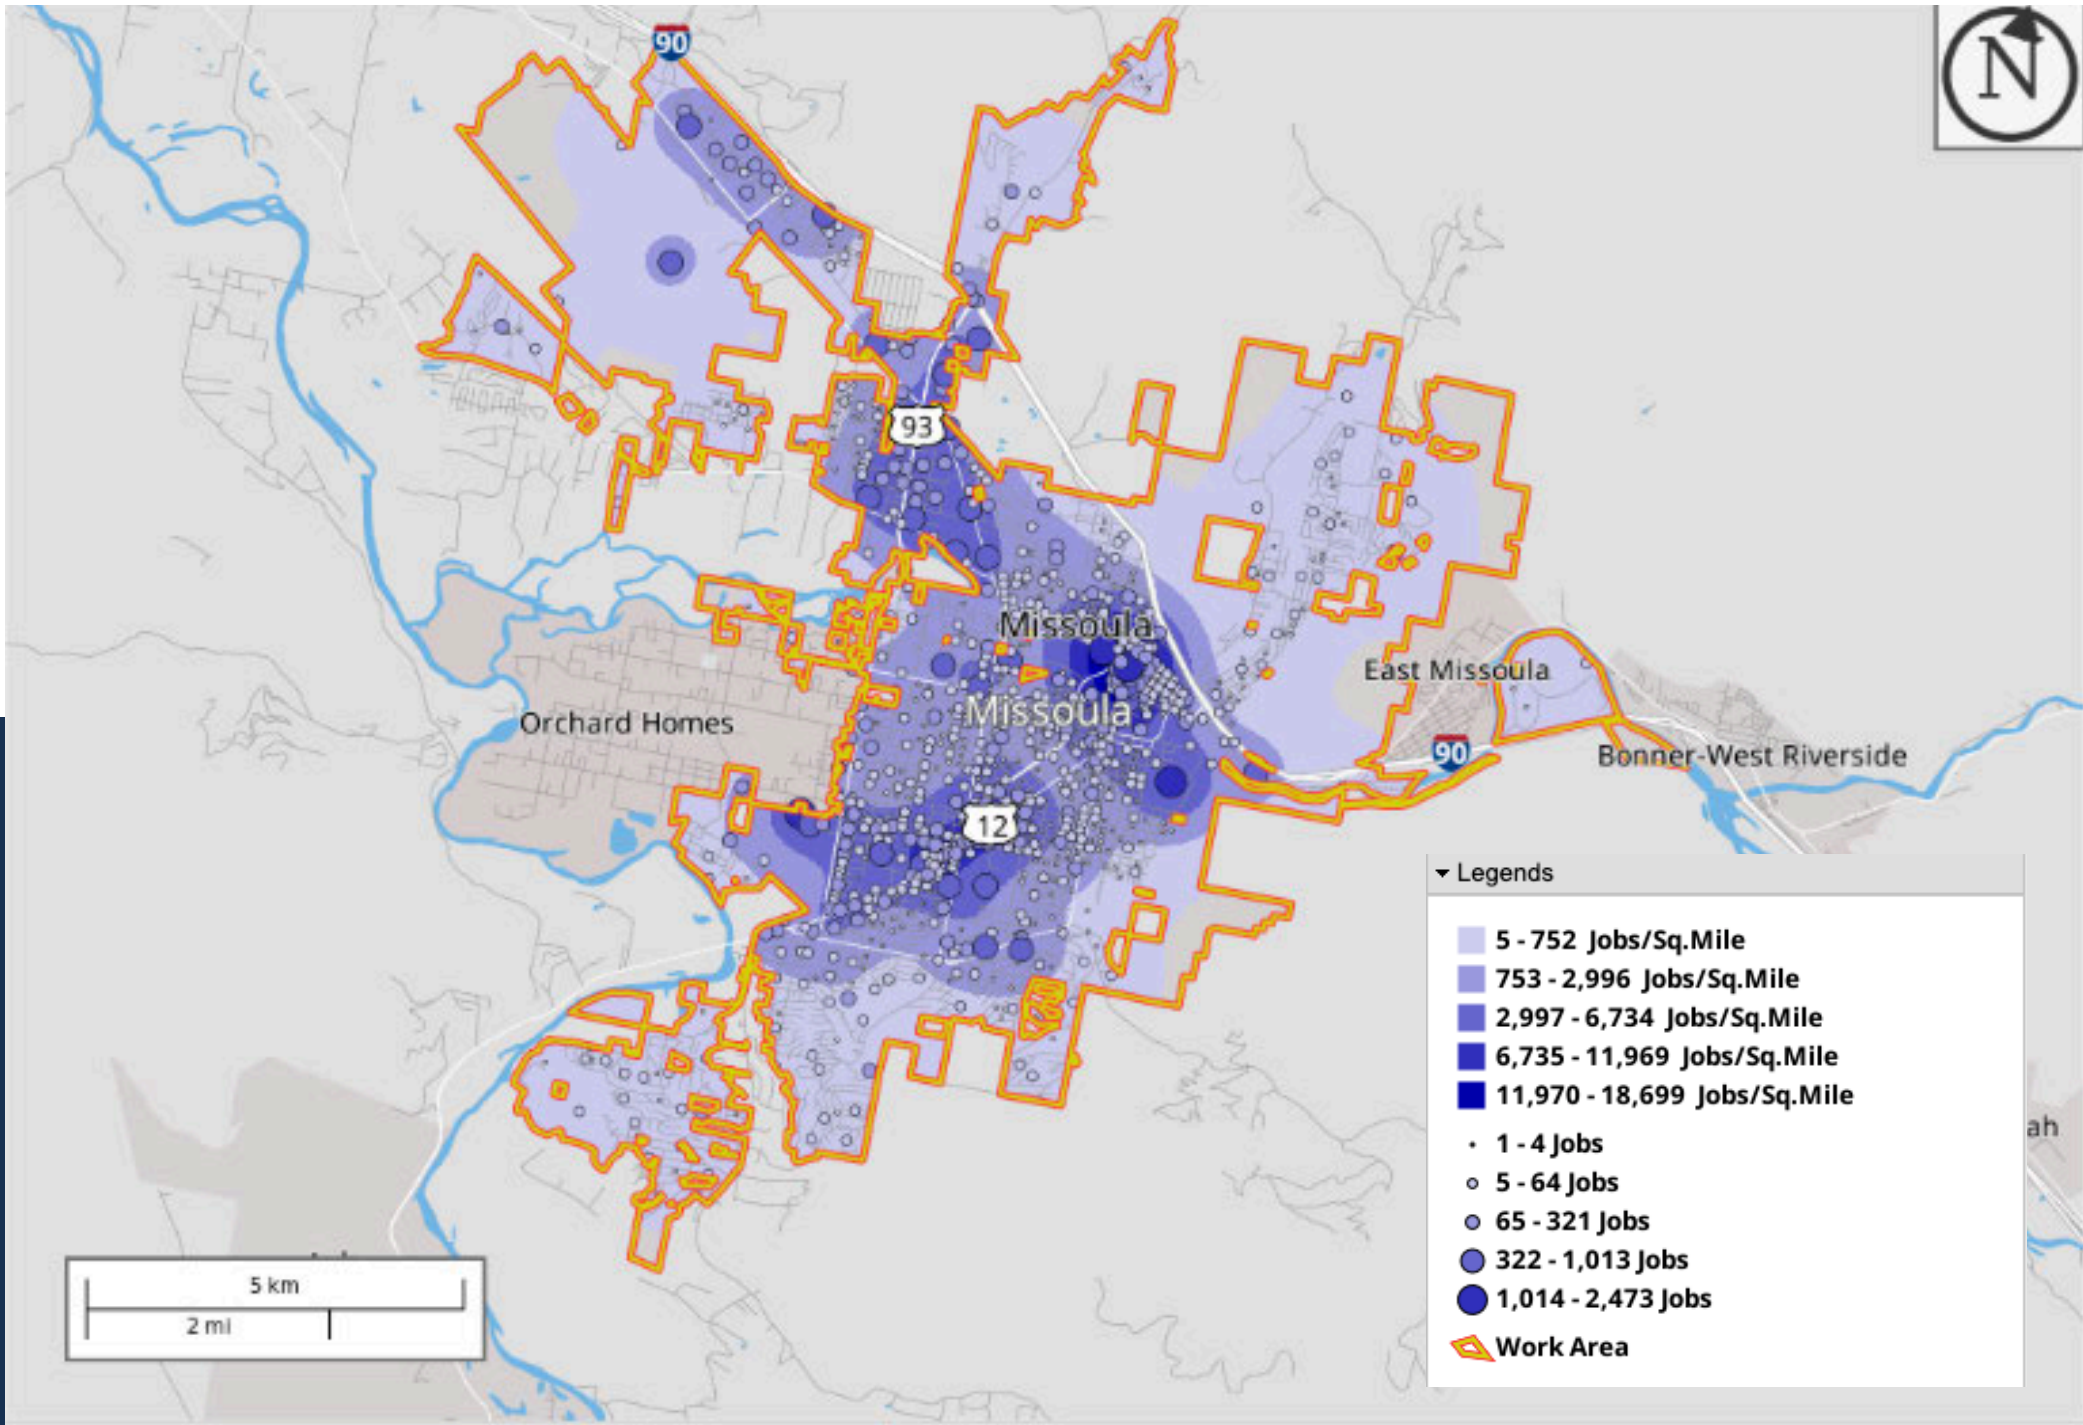 90
N
93
Missoula
East Missoula
Missoula
Orchard Homes
90
Bonner-West Riverside
12
Legends
5 - 752 Jobs/Sq.Mile
753 - 2,996 Jobs/Sq.Mile
2,997 - 6,734 Jobs/Sq.Mile
6,735 - 11,969 Jobs/Sq.Mile
11,970 - 18,699 Jobs/Sq.Mile
1 - 4 Jobs
5 - 64 Jobs
65 - 321 Jobs
322 - 1,013 Jobs
1,014 - 2,473 Jobs
Work Area
ah
5 km
2 mi